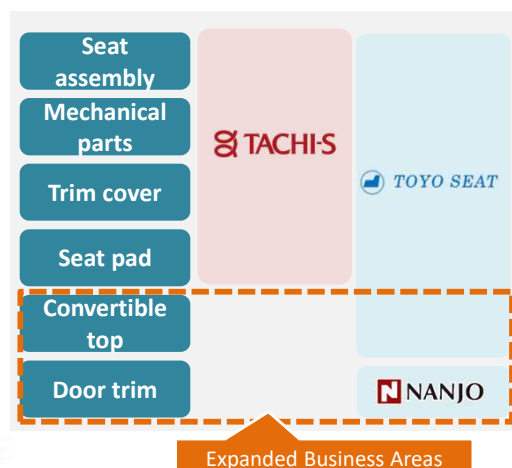 Seat
assembly
Mechanical
parts
TACHI-S
Trim cover
TOYO SEAT
Seat pad
Convertible
top
Door trim
NANJO
Expanded Business Areas